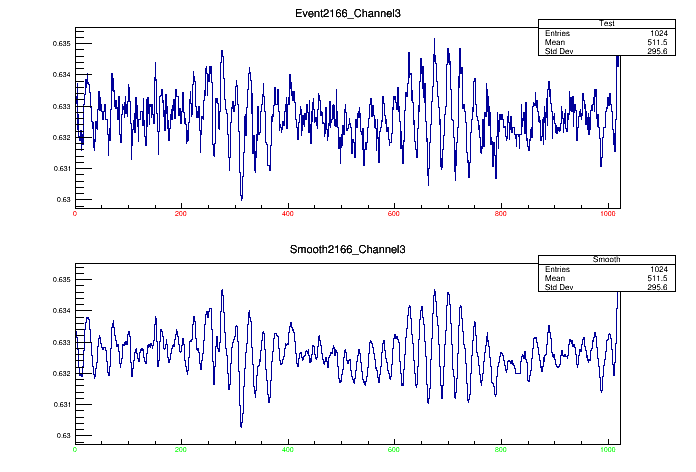 Event2166_Channel3
Test
Entries 1024
Mean 511.5
Std Dev 295.6
0.635
0.634
0.633
0.632
0.631
0.63
0 200 400 600 800 1000
Smooth2166_Channel3
Smooth
Entries 1024
Mean 511.5
Std Dev 295.6
0.635
0.634
0.633
0.632
0.631
0.63
0 200 400 600 800 1000